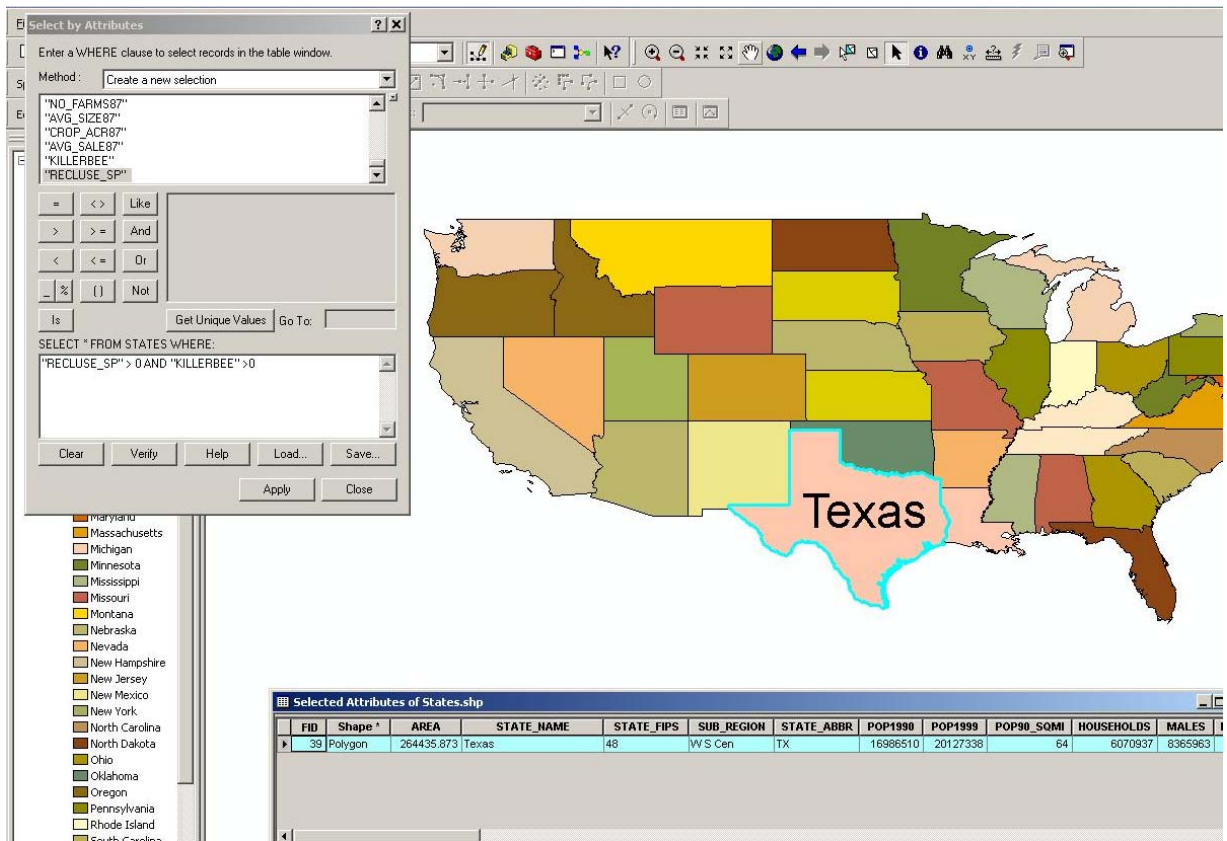 Select by Attributes
Enter a WHERE clause to select records in the table window.
Method : Create a new selection
"NO_FARMS87"
"AVG_SIZE87"
"CROP_ACR87"
"AVG_SALE87"
"KILLERBEE"
"RECLUSE_SP"
= < > Like
> > = And
< < = Or
_ % ( ) Not
Is Get Unique Values Go To:
SELECT * FROM STATES WHERE:
"RECLUSE_SP" > 0 AND "KILLERBEE" >0
Clear Verify Help Load... Save...
Apply Close
Texas
Maryland
Massachusetts
Michigan
Minnesota
Mississippi
Missouri
Montana
Nebraska
Nevada
New Hampshire
New Jersey
New Mexico
New York
North Carolina
North Dakota
Ohio
Oklahoma
Oregon
Pennsylvania
Rhode Island
South Carolina
Selected Attributes of States.shp
FID Shape * AREA STATE_NAME STATE_FIPS SUB_REGION STATE_ABBR POP1990 POP1999 POP90_SQMI HOUSEHOLDS MALES
39 Polygon 264435.873 Texas 48 W S Cen TX 16986510 20127338 64 6070937 8365963